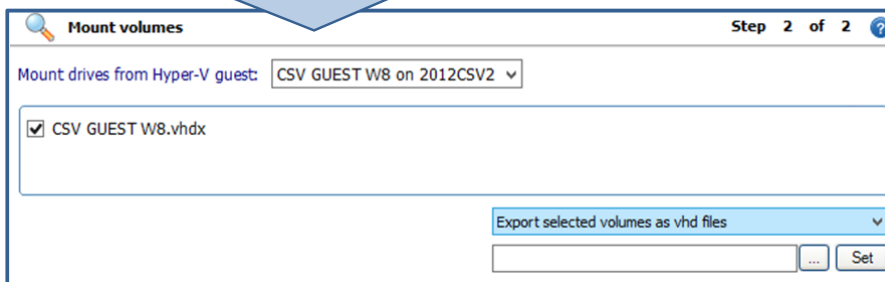 Mount volumes Step 2 of 2 ?
Mount drives from Hyper-V guest: CSV GUEST W8 on 2012CSV2
CSV GUEST W8.vhdx
Export selected volumes as vhd files
... Set